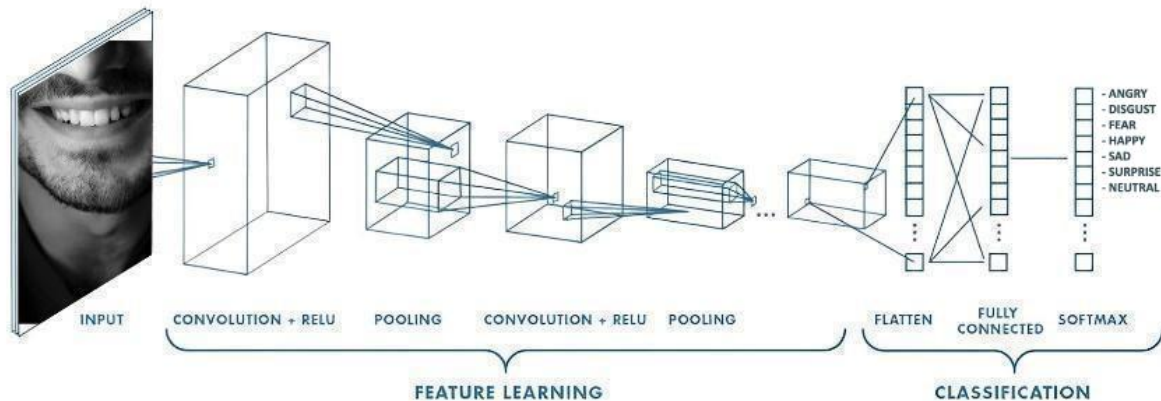 - ANGRY
- DISGUST
- FEAR
- HAPPY
- SAD
- SURPRISE
- NEUTRAL
INPUT
CONVOLUTION + RELU
POOLING
CONVOLUTION + RELU
POOLING
FLATTEN
FULLY
CONNECTED
SOFTMAX
FEATURE LEARNING
CLASSIFICATION